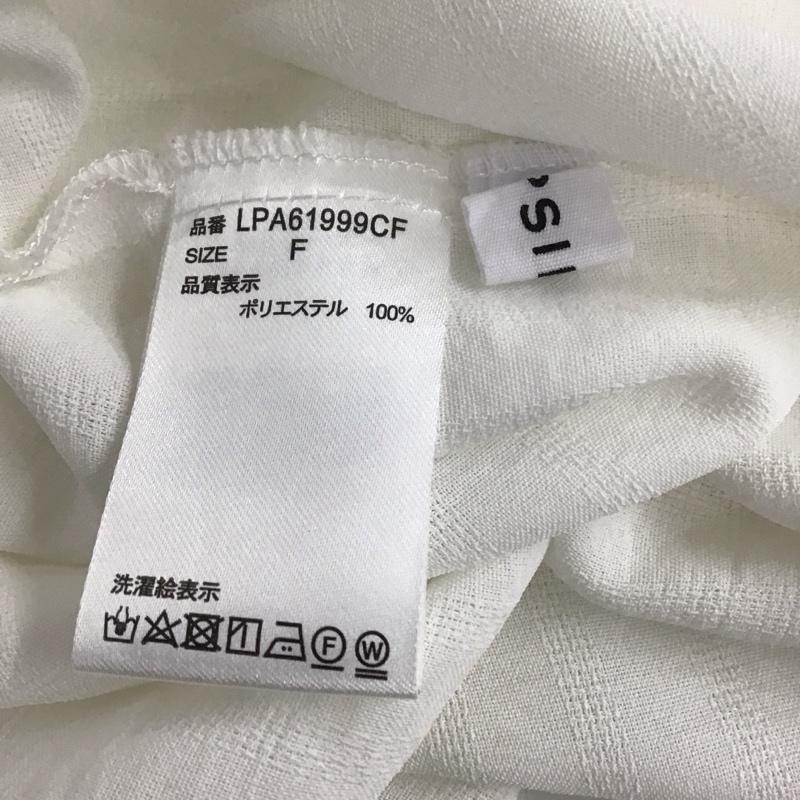 品番 LPA61999CF
SIZE F
品質表示
ポリエステル 100%
洗濯絵表示
F W